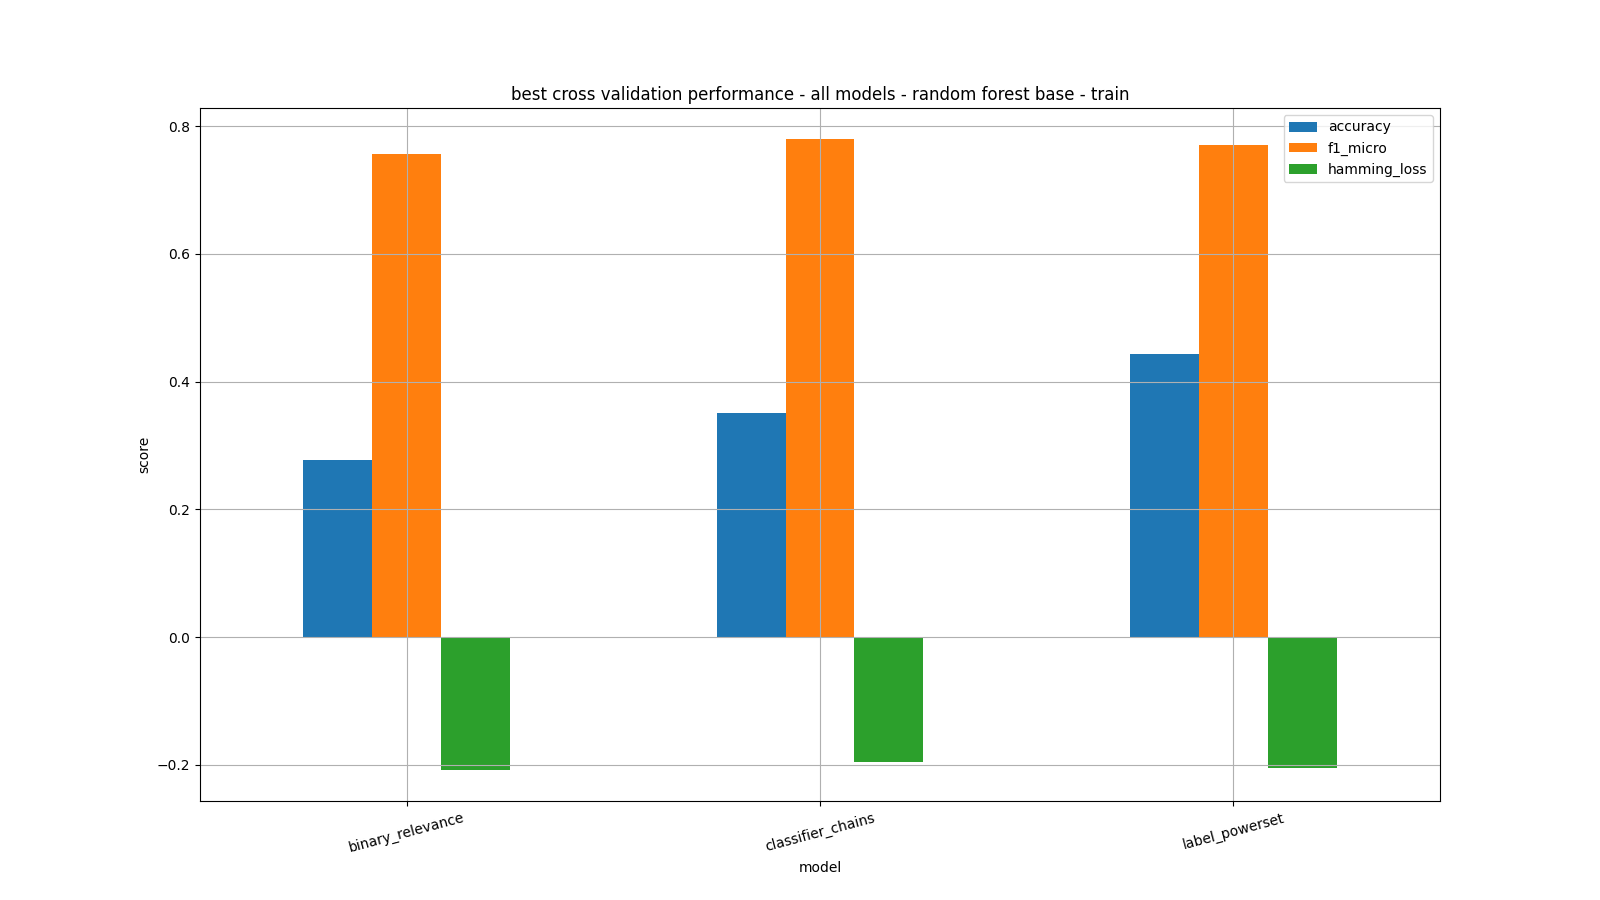 best cross validation performance - all models - random forest base - train
accuracy
f1_micro
hamming_loss
0.8
0.6
0.4
0.2
0.0
−0.2
score
binary_relevance
classifier_chains
label_powerset
model